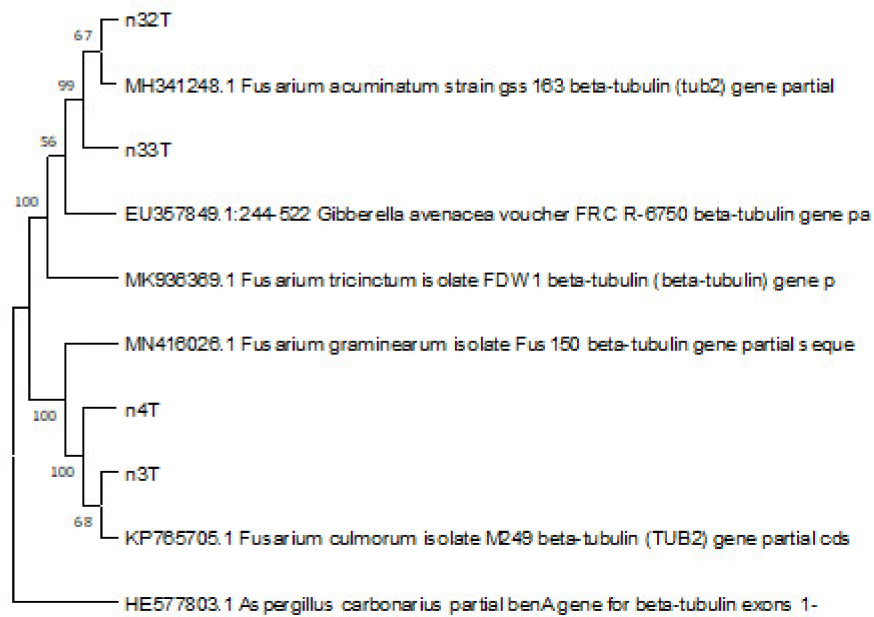 n32T
67
MH341248.1 Fusarium acuminatum strain gss 163 beta-tubulin (tub2) gene partial
99
n33T
56
EU357849.1:244-522 Gibberella avenacea voucher FRC R-6750 beta-tubulin gene pa
100
MK936369.1 Fusarium tricinctum isolate FDW1 beta-tubulin (beta-tubulin) gene p
MN416026.1 Fusarium graminearum isolate Fus 150 beta-tubulin gene partial seque
n4T
100
n3T
100
68
KP765705.1 Fusarium culmorum isolate M249 beta-tubulin (TUB2) gene partial cds
HE577803.1 Aspergillus carbonarius partial benA gene for beta-tubulin exons 1-